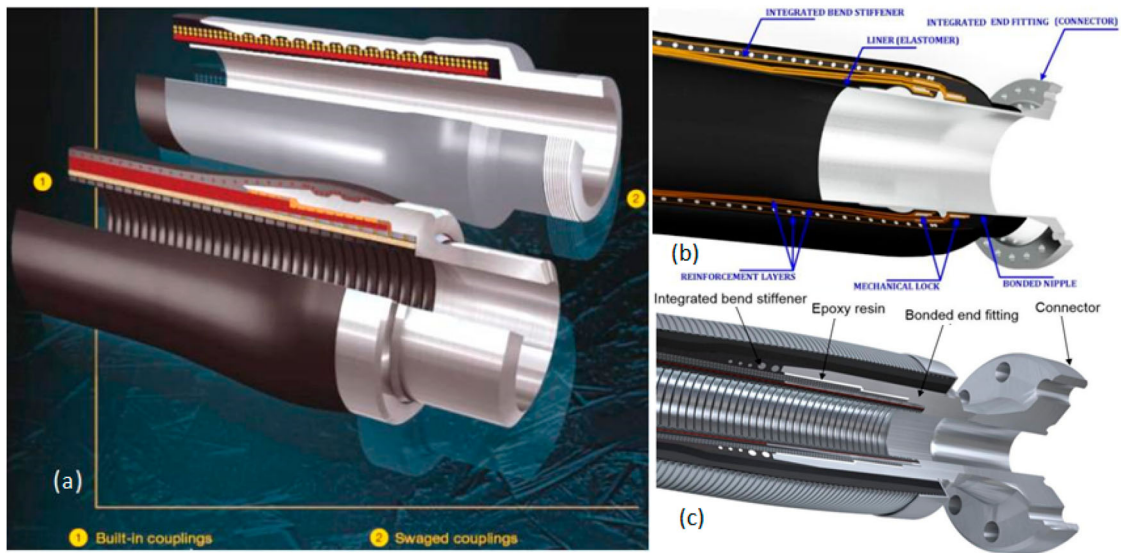 1
2
(a)
1 Built-in couplings
2 Swaged couplings
INTEGRATED BEND STIFFENER
INTEGRATED END FITTING (CONNECTOR)
LINER (ELASTOMER)
(b)
REINFORCEMENT LAYERS
MECHANICAL LOCK
BONDED NIPPLE
Integrated bend stiffener
Epoxy resin
Bonded end fitting
Connector
(c)